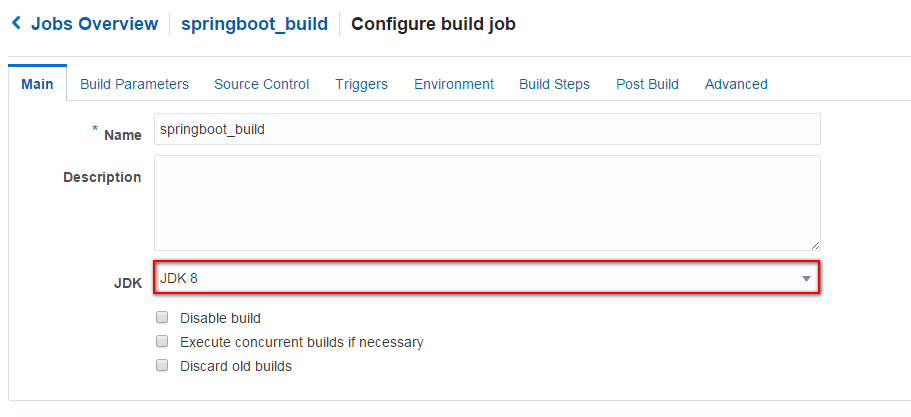 Jobs Overview springboot_build Configure build job
Main Build Parameters Source Control Triggers Environment Build Steps Post Build Advanced
* Name springboot_build
Description
JDK JDK 8
Disable build
Execute concurrent builds if necessary
Discard old builds